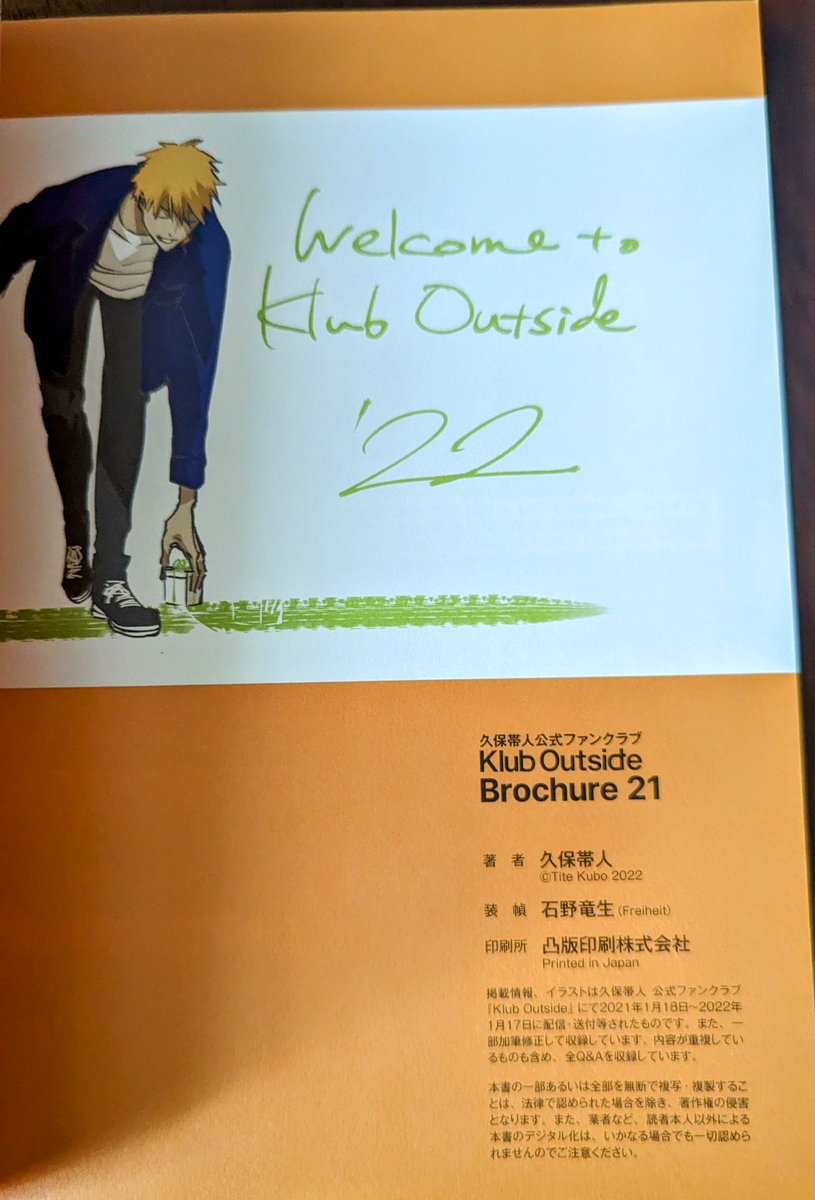 Welcome to
Klub Outside
'22
久保帯人公式ファンクラブ
Klub Outside
Brochure 21
著 者 久保帯人
©Tite Kubo 2022
装 幀 石野竜生(Freiheit)
印刷所 凸版印刷株式会社
Printed in Japan
掲載情報、イラストは久保帯人 公式ファンクラブ
『Klub Outside』にて2021年1月18日〜2022年
1月17日に配信・送付等されたものです。また、一
部加筆修正して収録しています。内容が重複してい
るものも含め、全Q&Aを収録しています。
本書の一部あるいは全部を無断で複写・複製するこ
とは、法律で認められた場合を除き、著作権の侵害
となります。また、業者など、読者本人以外による
本書のデジタル化は、いかなる場合でも一切認めら
れませんのでご注意ください。